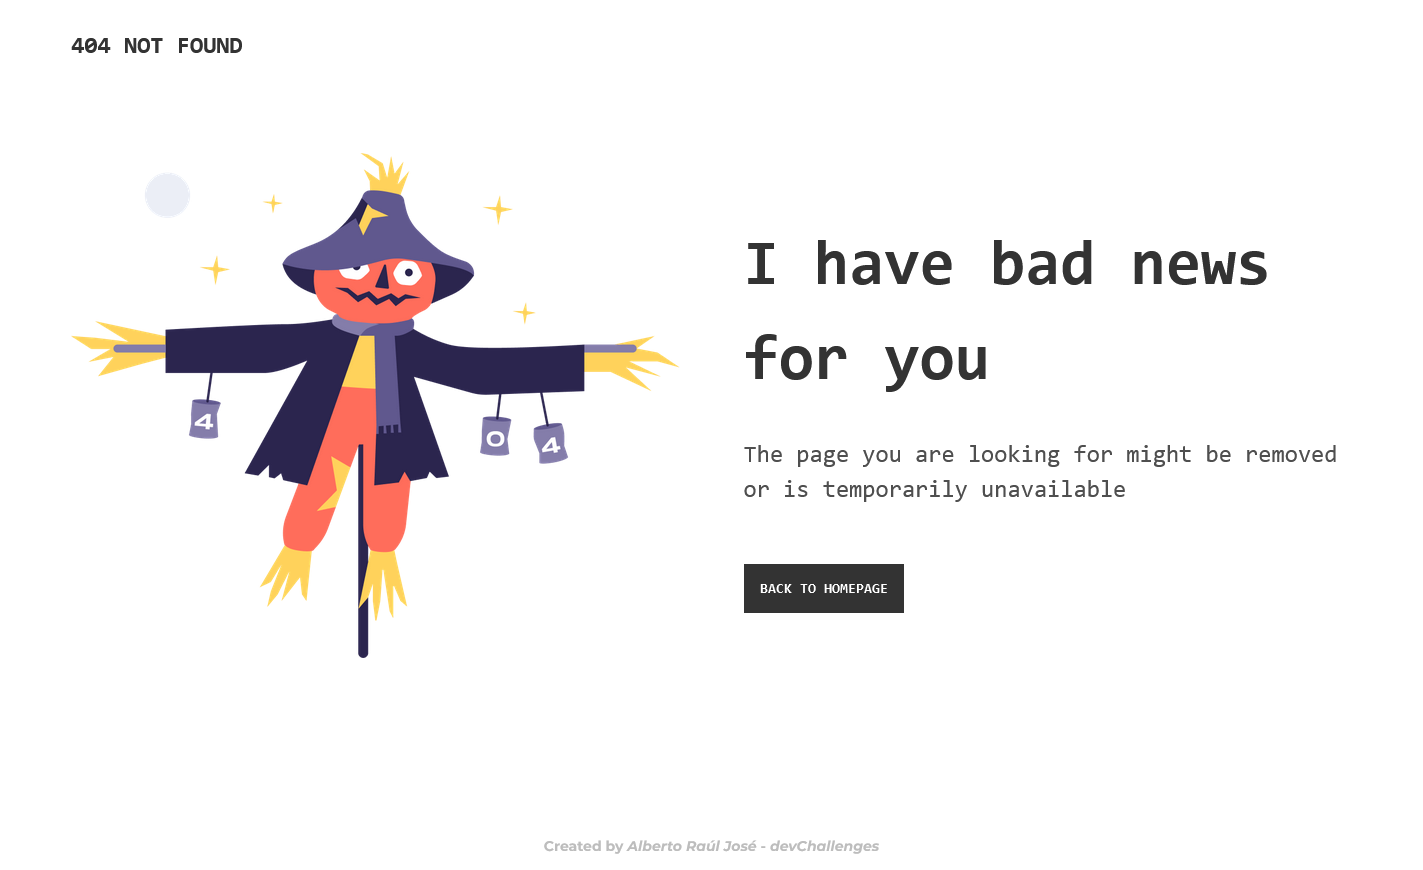 404 NOT FOUND
4
0
4
I have bad news
for you
The page you are looking for might be removed
or is temporarily unavailable
BACK TO HOMEPAGE
Created by Alberto Raúl José - devChallenges